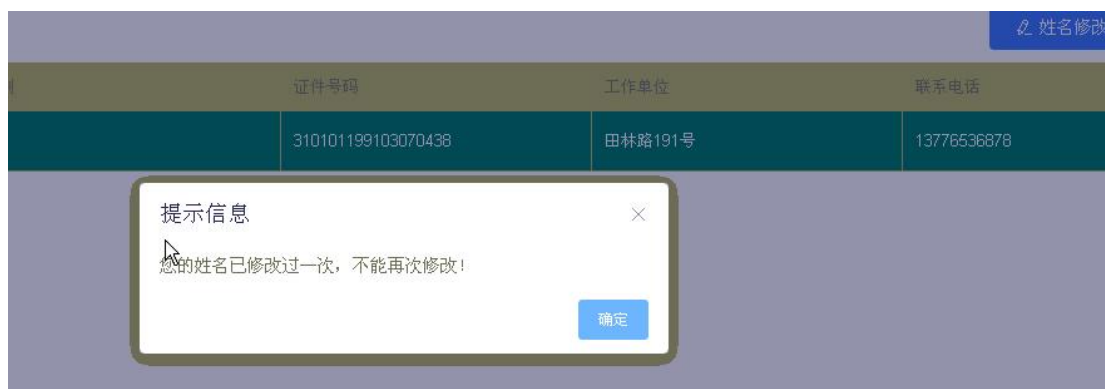 姓名修改
证件号码
工作单位
联系电话
310101199103070438
田林路191号
13776536878
提示信息
您的姓名已修改过一次，不能再次修改！
确定